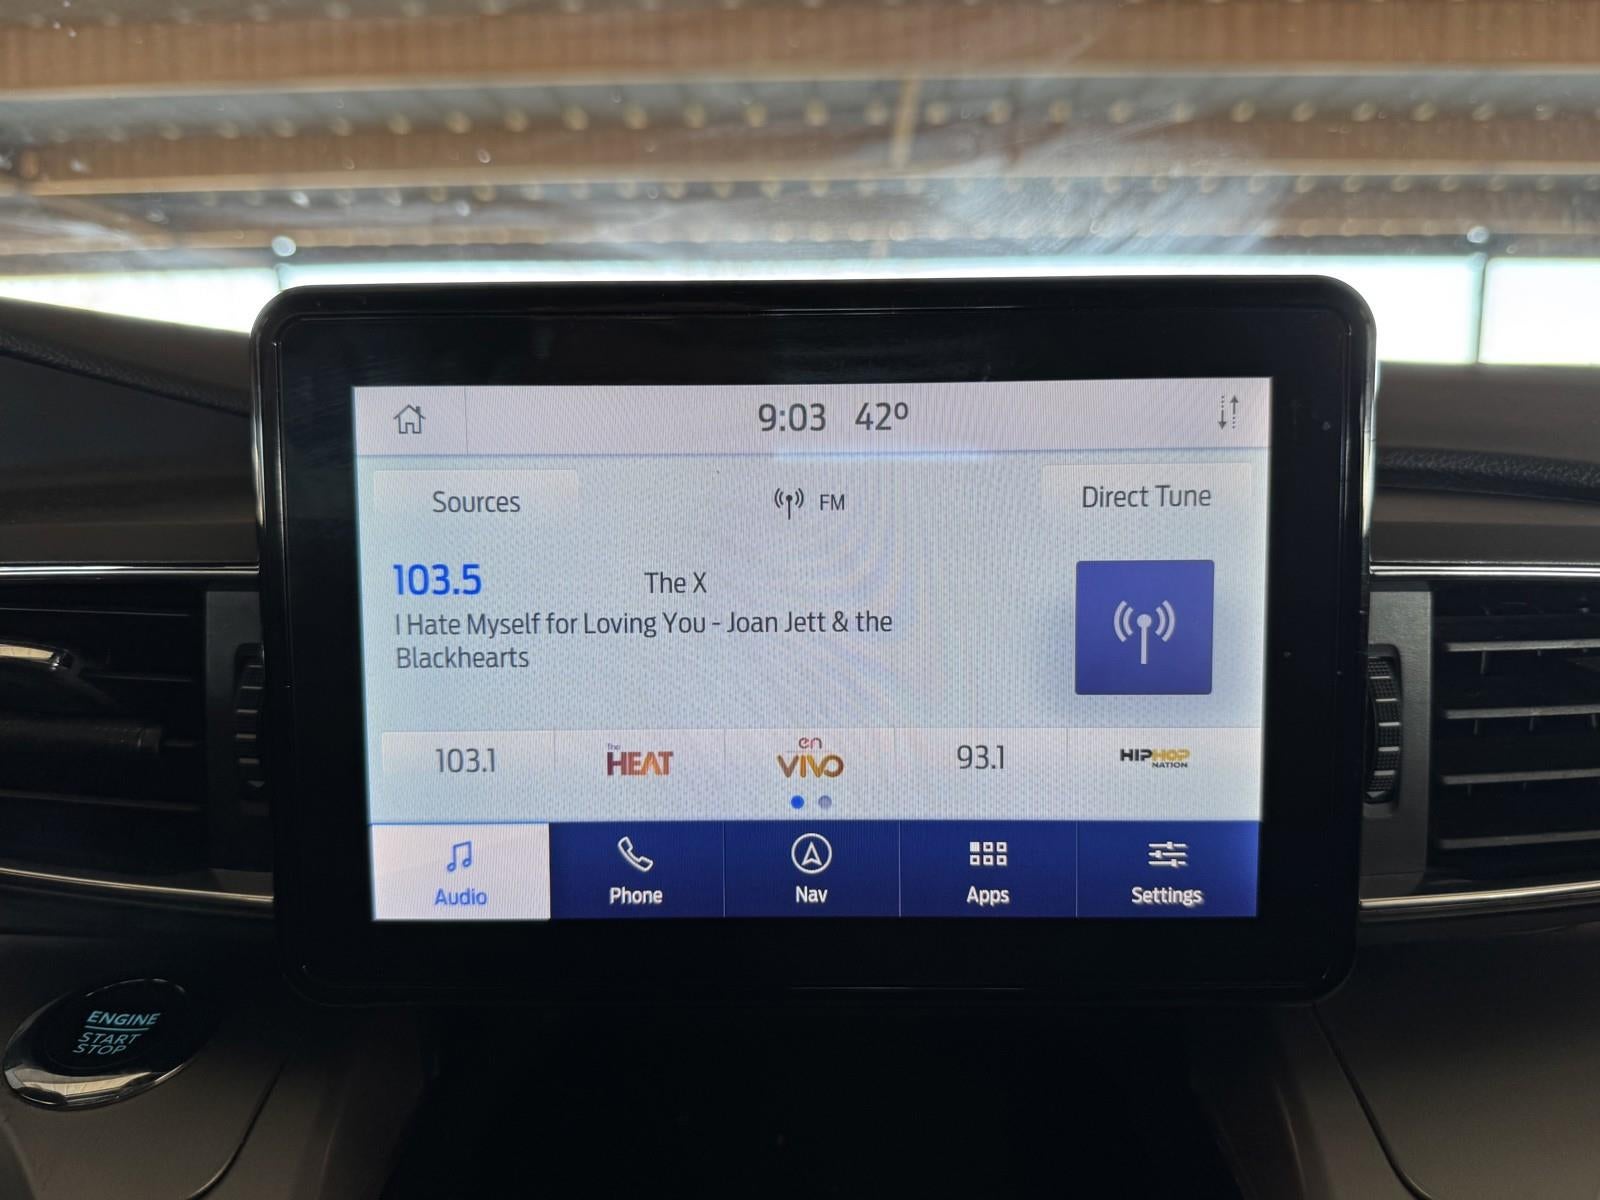 9:03 42°
Sources
FM
Direct Tune
103.5 The X
I Hate Myself for Loving You - Joan Jett & the
Blackhearts
103.1
The
HEAT
en
VIVO
93.1
HIPHOP
NATION
Audio
Phone
Nav
Apps
Settings
ENGINE
START
STOP